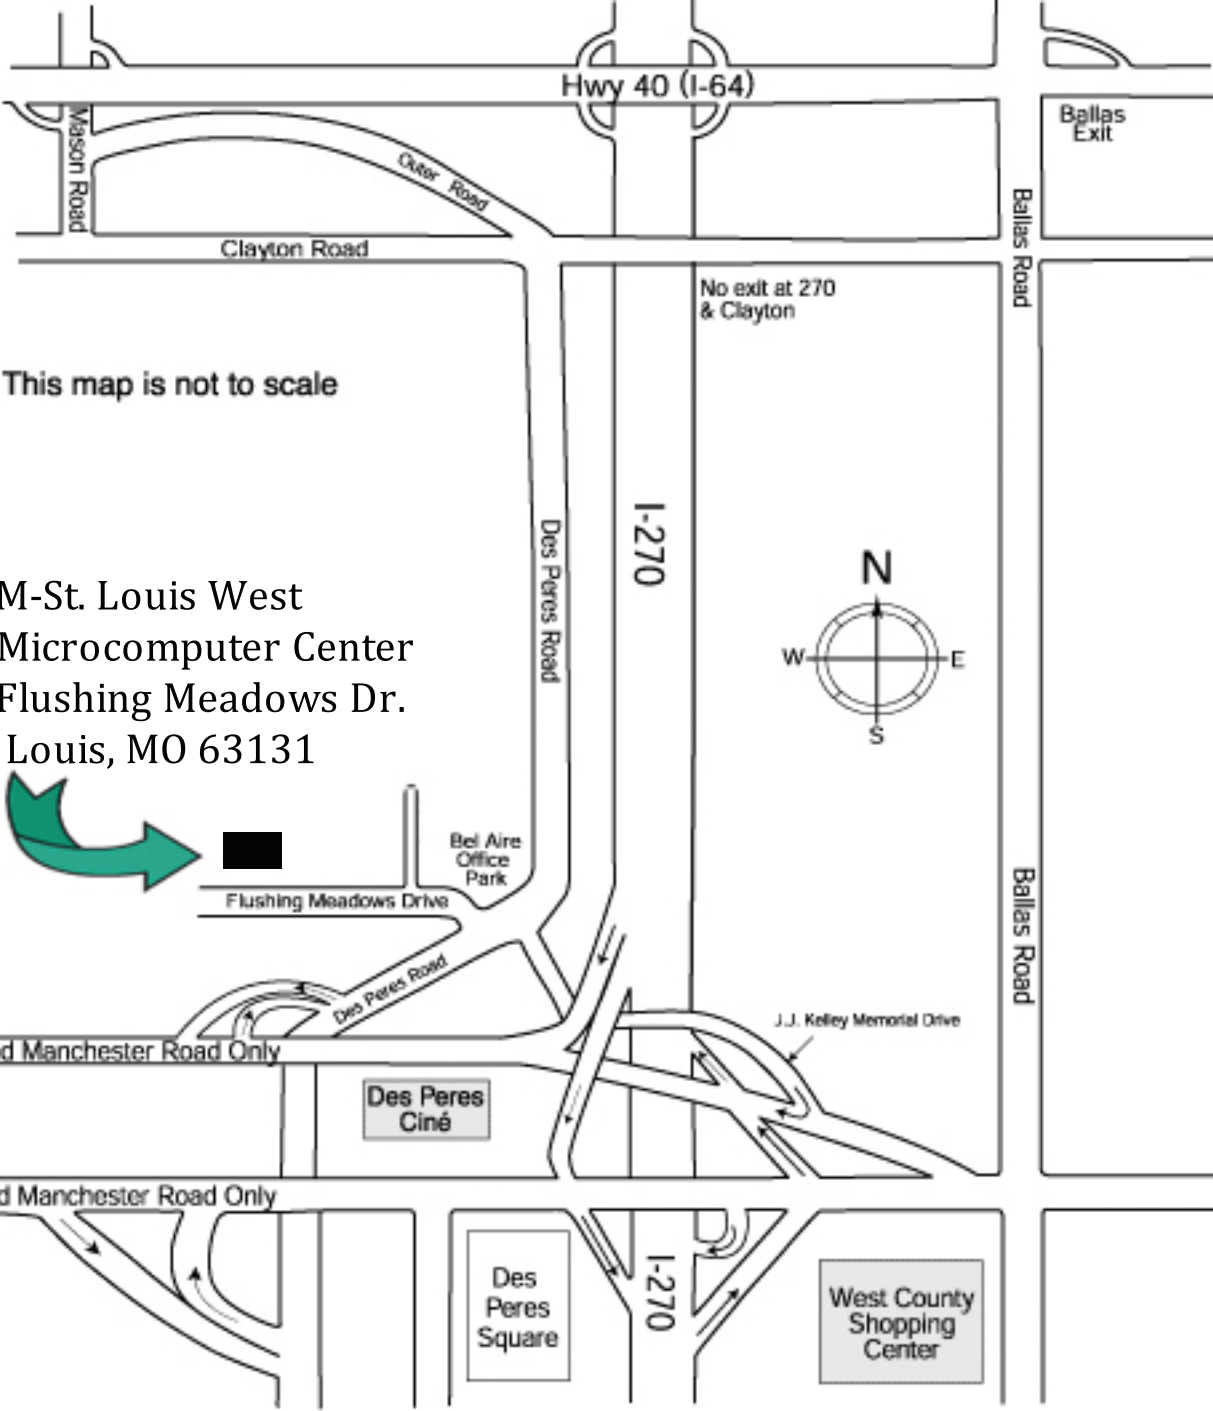 Hwy 40 (I-64)
Ballas
Exit
Mason Road
Outer Road
Ballas Road
Clayton Road
No exit at 270
& Clayton
This map is not to scale
I-270
Des Peres Road
N
W
E
S
M-St. Louis West
Microcomputer Center
Flushing Meadows Dr.
Louis, MO 63131
Bel Aire
Office
Park
Flushing Meadows Drive
Ballas Road
Des Peres Road
J.J. Kelley Memorial Drive
d Manchester Road Only
Des Peres
Ciné
d Manchester Road Only
Des
Peres
Square
I-270
West County
Shopping
Center